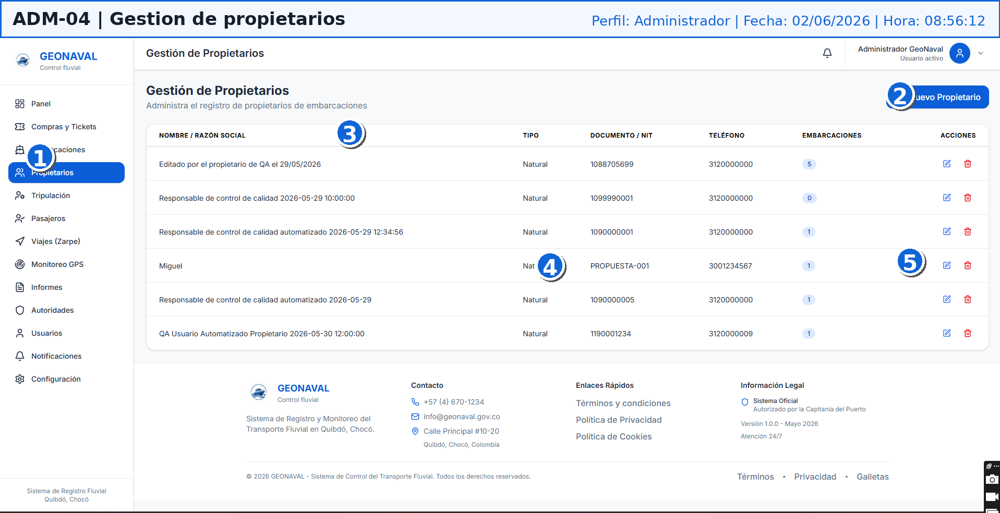 ADM-04 | Gestion de propietarios
Perfil: Administrador | Fecha: 02/06/2026 | Hora: 08:56:12
GEONAVAL
Control fluvial
Gestión de Propietarios
Administrador GeoNaval
Usuario activo
Panel
Compras y Tickets
caciones
1
Propietarios
Tripulación
Pasajeros
Viajes (Zarpe)
Monitoreo GPS
Informes
Autoridades
Usuarios
Notificaciones
Configuración
Sistema de Registro Fluvial
Quibdó, Chocó
Gestión de Propietarios
Administra el registro de propietarios de embarcaciones
2 uevo Propietario
3
NOMBRE / RAZÓN SOCIAL TIPO DOCUMENTO / NIT TELÉFONO EMBARCACIONES ACCIONES
Editado por el propietario de QA el 29/05/2026 Natural 1088705699 3120000000 5
Responsable de control de calidad 2026-05-29 10:00:00 Natural 1099990001 3120000000 0
Responsable de control de calidad automatizado 2026-05-29 12:34:56 Natural 1090000001 3120000000 1
Miguel Nat 4 PROPUESTA-001 3001234567 1 5
Responsable de control de calidad automatizado 2026-05-29 Natural 1090000005 3120000000 1
QA Usuario Automatizado Propietario 2026-05-30 12:00:00 Natural 1190001234 3120000009 1
GEONAVAL
Control fluvial
Sistema de Registro y Monitoreo del
Transporte Fluvial en Quibdó, Chocó.
Contacto
+57 (4) 670-1234
info@geonaval.gov.co
Calle Principal #10-20
Quibdó, Chocó, Colombia
Enlaces Rápidos
Términos y condiciones
Política de Privacidad
Política de Cookies
Información Legal
Sistema Oficial
Autorizado por la Capitanía del Puerto
Versión 1.0.0 - Mayo 2026
Atención 24/7
© 2026 GEONAVAL - Sistema de Control del Transporte Fluvial. Todos los derechos reservados.
Términos • Privacidad • Galletas